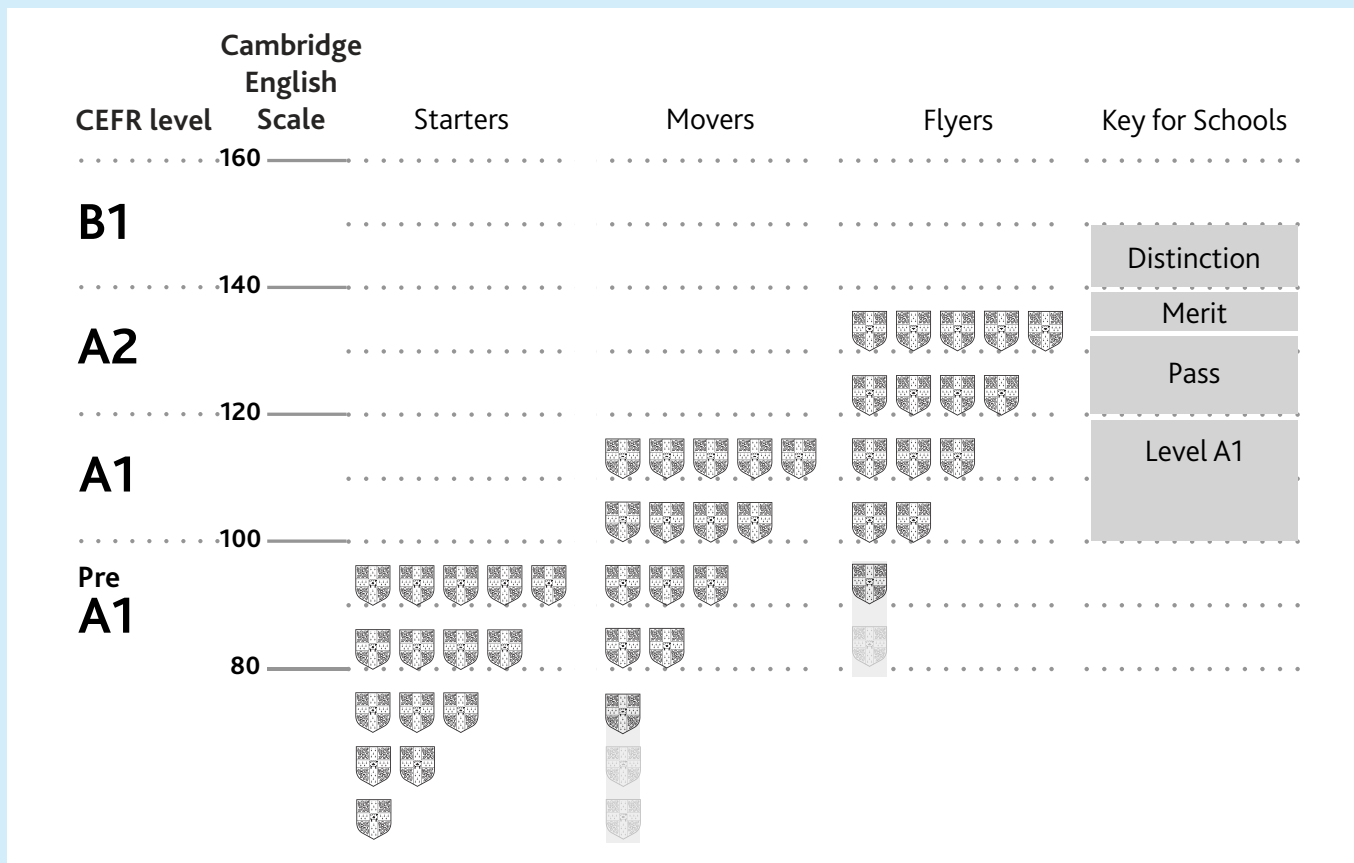 Cambridge
English
CEFR level Scale Starters Movers Flyers Key for Schools
160
B1
Distinction
140
Merit
A2
Pass
120
Level A1
A1
100
Pre
A1
80